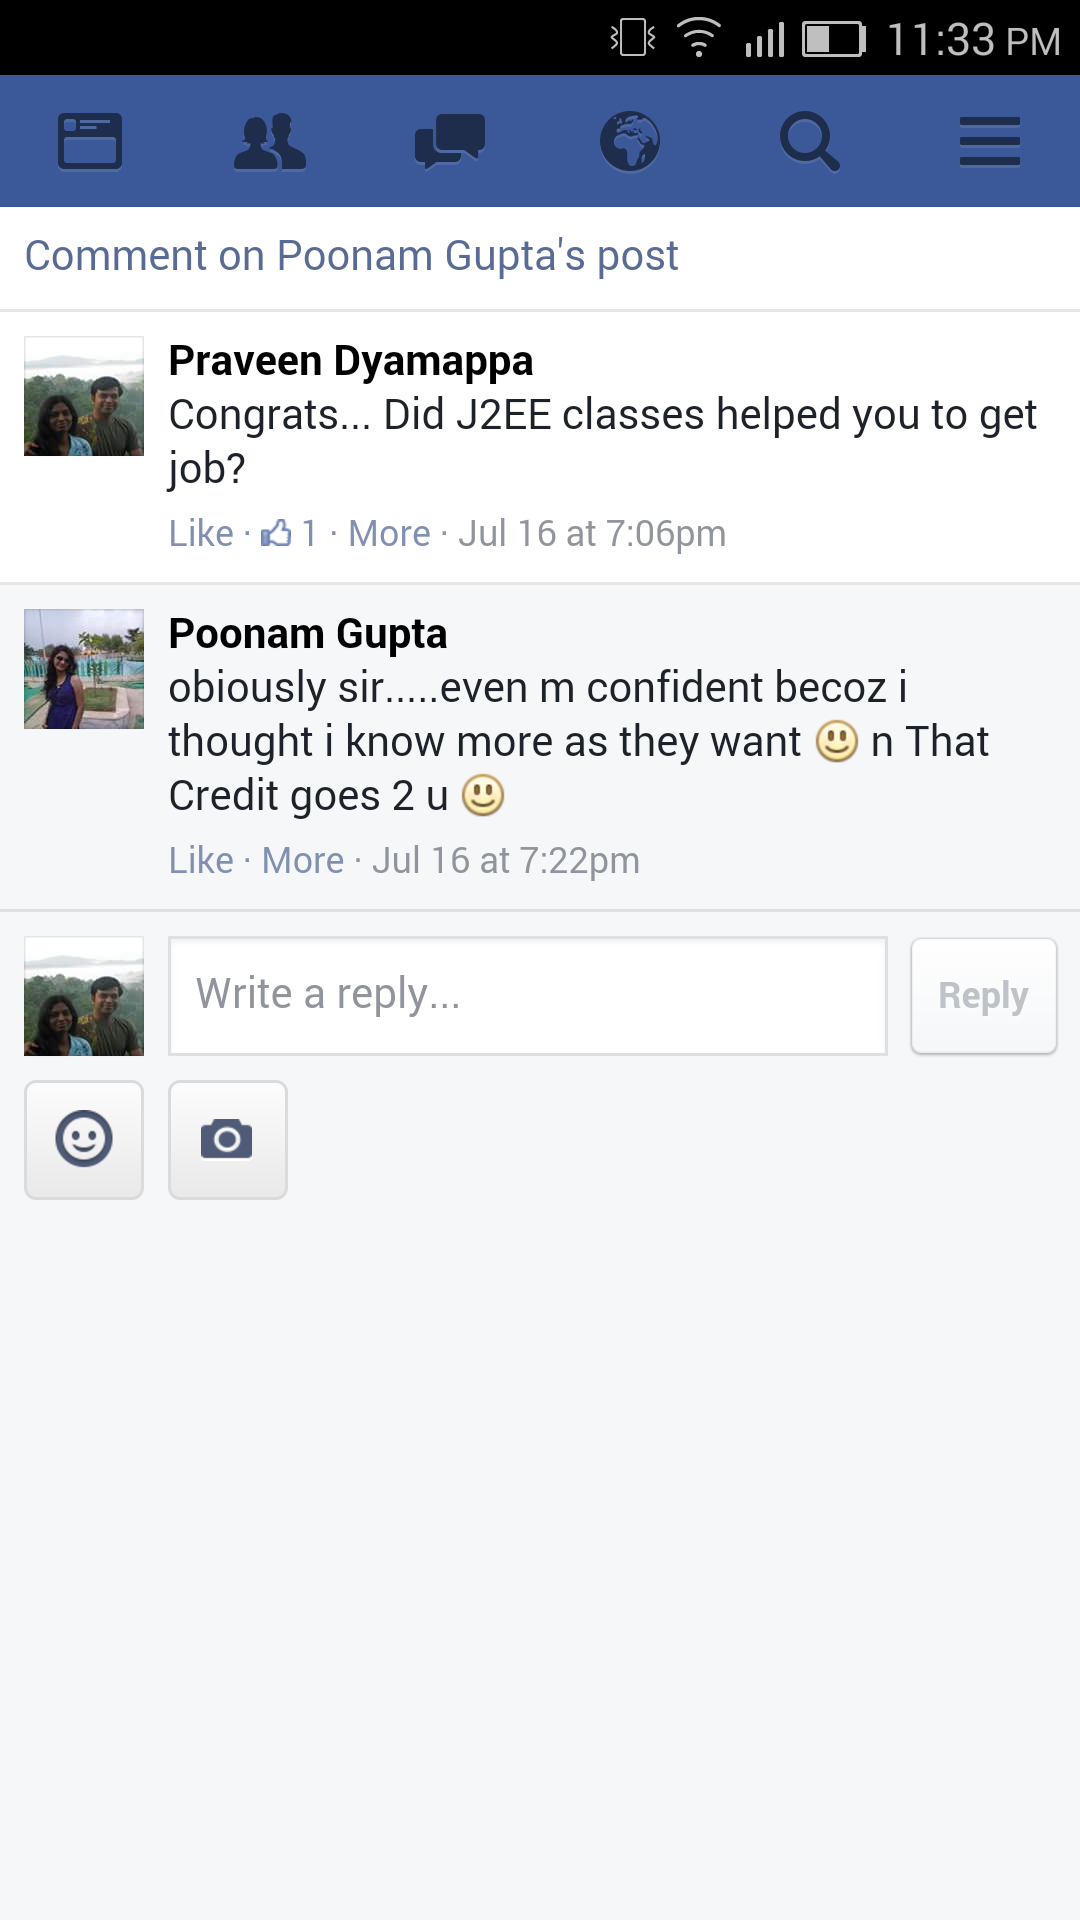 11:33 PM
Comment on Poonam Gupta's post
Praveen Dyamappa
Congrats... Did J2EE classes helped you to get
job?
Like · 1 · More · Jul 16 at 7:06pm
Poonam Gupta
obiously sir.....even m confident becoz i
thought i know more as they want 🙂 n That
Credit goes 2 u 🙂
Like · More · Jul 16 at 7:22pm
Write a reply...
Reply